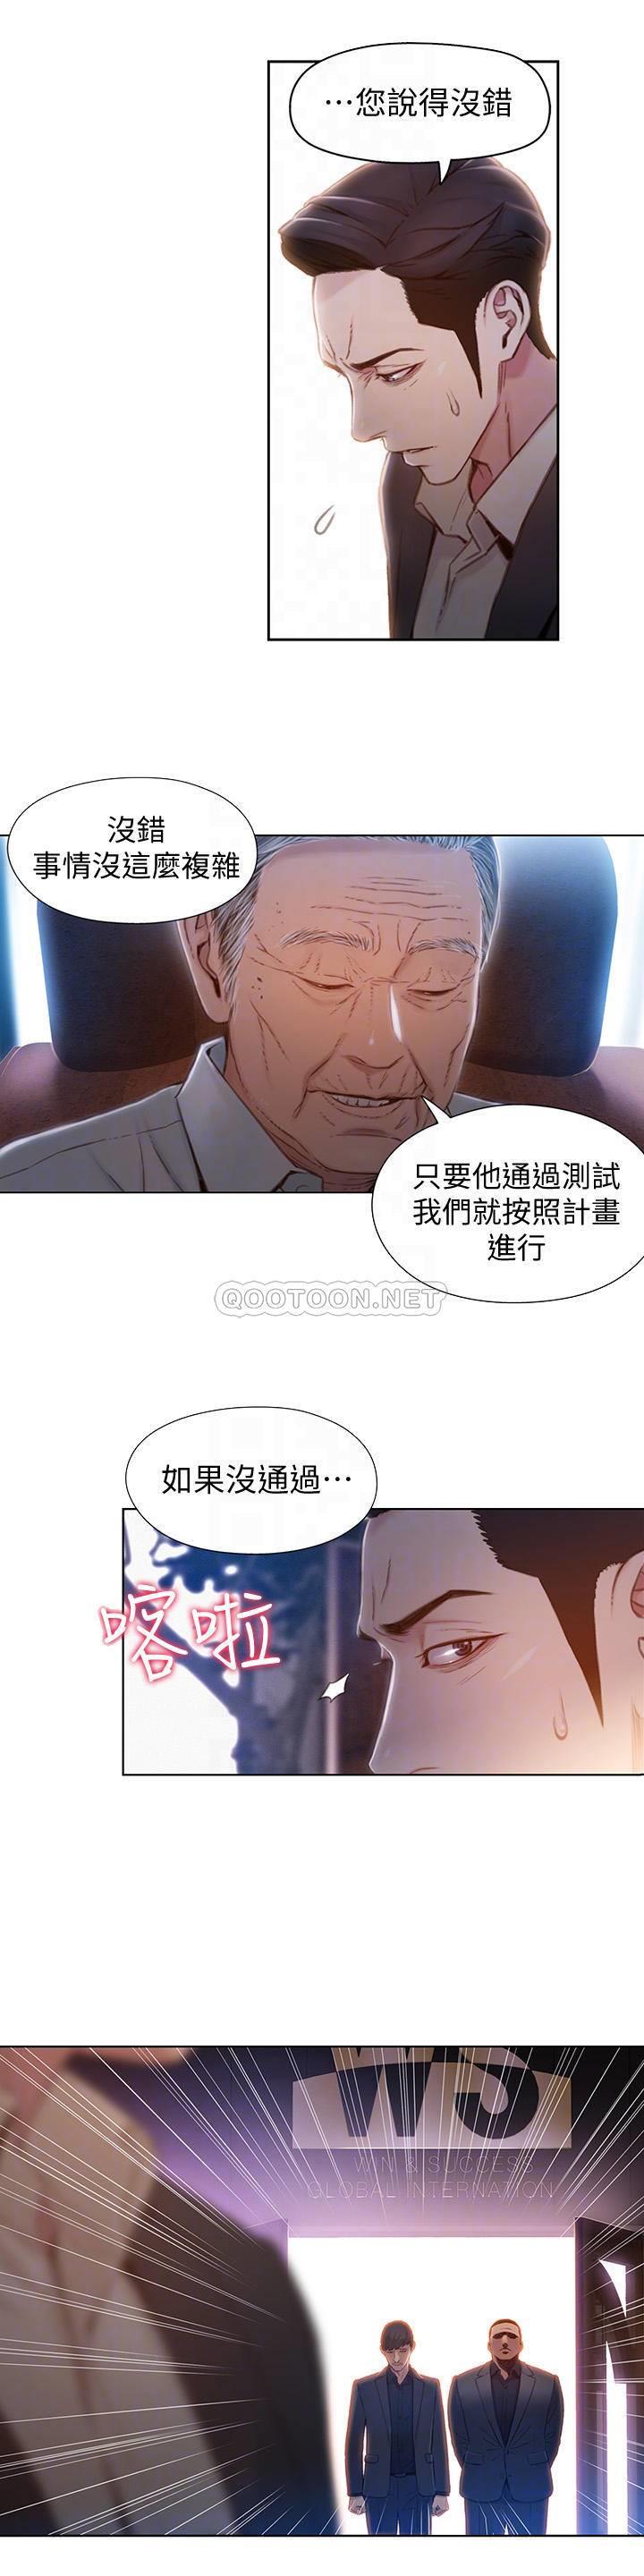 ⋯您說得沒錯
沒錯
事情沒這麼複雜
只要他通過測試
我們就按照計畫
進行
QOOTOON.NET
如果沒通過⋯
喀啦
WS
WIN & SUCCESS
GLOBAL INTERNATION